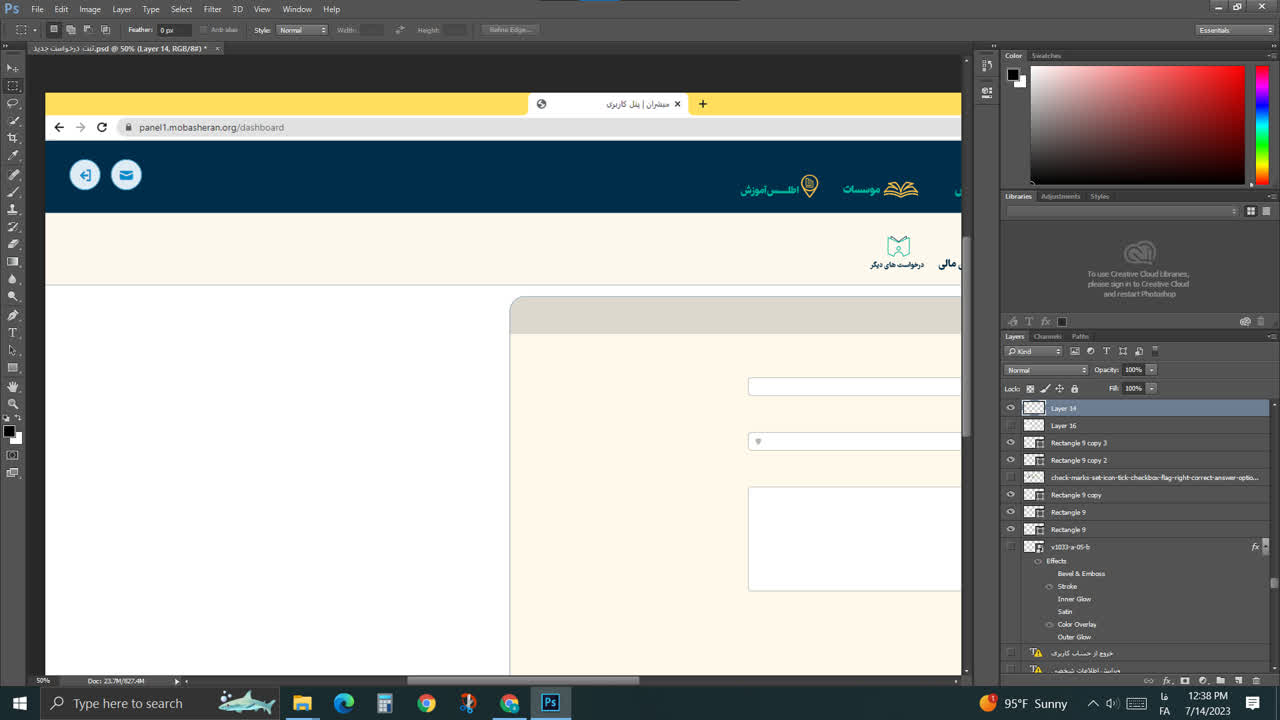 Ps File Edit Image Layer Type Select Filter 3D View Window Help
Feather: 0 px Anti-alias Style: Normal Width: Height: Refine Edge... Essentials
ثبت درخواست جدید.psd @ 50% (Layer 14, RGB/8#) * ×
Color Swatches
مبشران | پنل کاربری
panel1.mobasheran.org/dashboard
اطلس آموزش
موسسات
درخواست های دیگر
مالی
Libraries Adjustments Styles
To use Creative Cloud Libraries,
please sign in to Creative Cloud
and restart Photoshop
Layers Channels Paths
Kind
Normal Opacity: 100%
Lock: Fill: 100%
Layer 14
Layer 16
Rectangle 9 copy 3
Rectangle 9 copy 2
check-marks-set-icon-tick-checkbox-flag-right-correct-answer-optio...
Rectangle 9 copy
Rectangle 9
Rectangle 9
v1033-a-05-b fx
Effects
Bevel & Emboss
Stroke
Inner Glow
Satin
Color Overlay
Outer Glow
خروج از حساب کاربری
ویرایش اطلاعات شخصی
50% Doc: 23.7M/827.4M
Type here to search
95°F Sunny
فا
FA
12:38 PM
7/14/2023